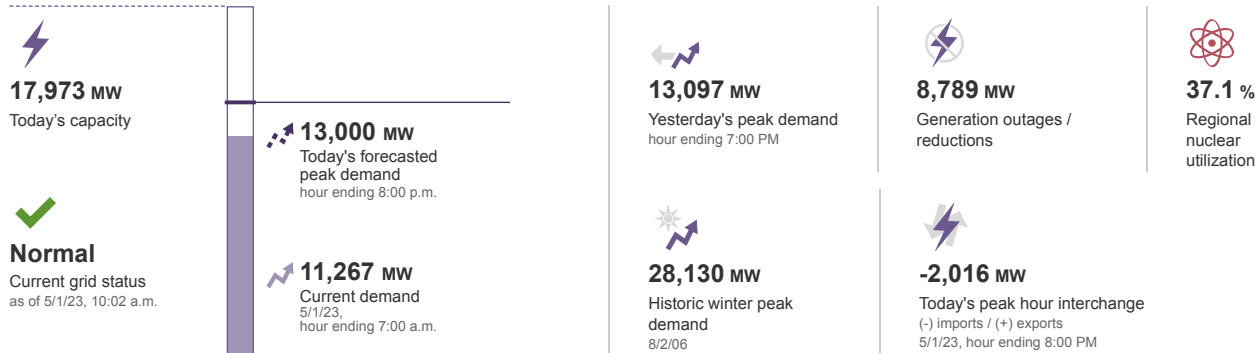 17,973 MW
Today's capacity
Normal
Current grid status
as of 5/1/23, 10:02 a.m.
13,000 MW
Today's forecasted
peak demand
hour ending 8:00 p.m.
11,267 MW
Current demand
5/1/23,
hour ending 7:00 a.m.
13,097 MW
Yesterday's peak demand
hour ending 7:00 PM
8,789 MW
Generation outages /
reductions
37.1 %
Regional
nuclear
utilization
28,130 MW
Historic winter peak
demand
8/2/06
-2,016 MW
Today's peak hour interchange
(-) imports / (+) exports
5/1/23, hour ending 8:00 PM